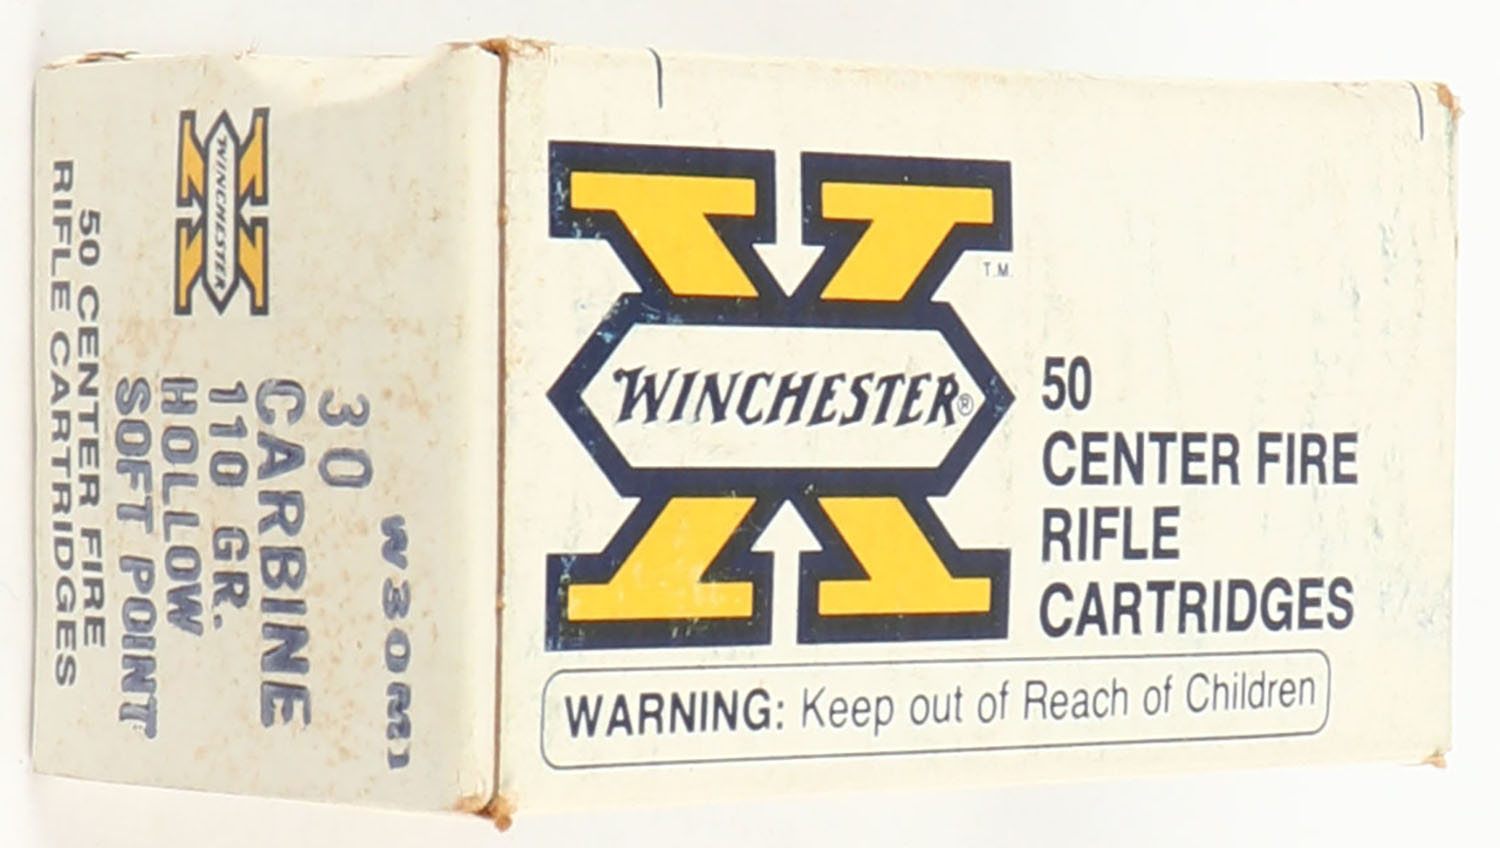 WINCHESTER®
T.M.
50
CENTER FIRE
RIFLE
CARTRIDGES
WARNING: Keep out of Reach of Children
W30M1
30
CARBINE
110 GR.
HOLLOW
SOFT POINT
WINCHESTER
50 CENTER FIRE
RIFLE CARTRIDGES